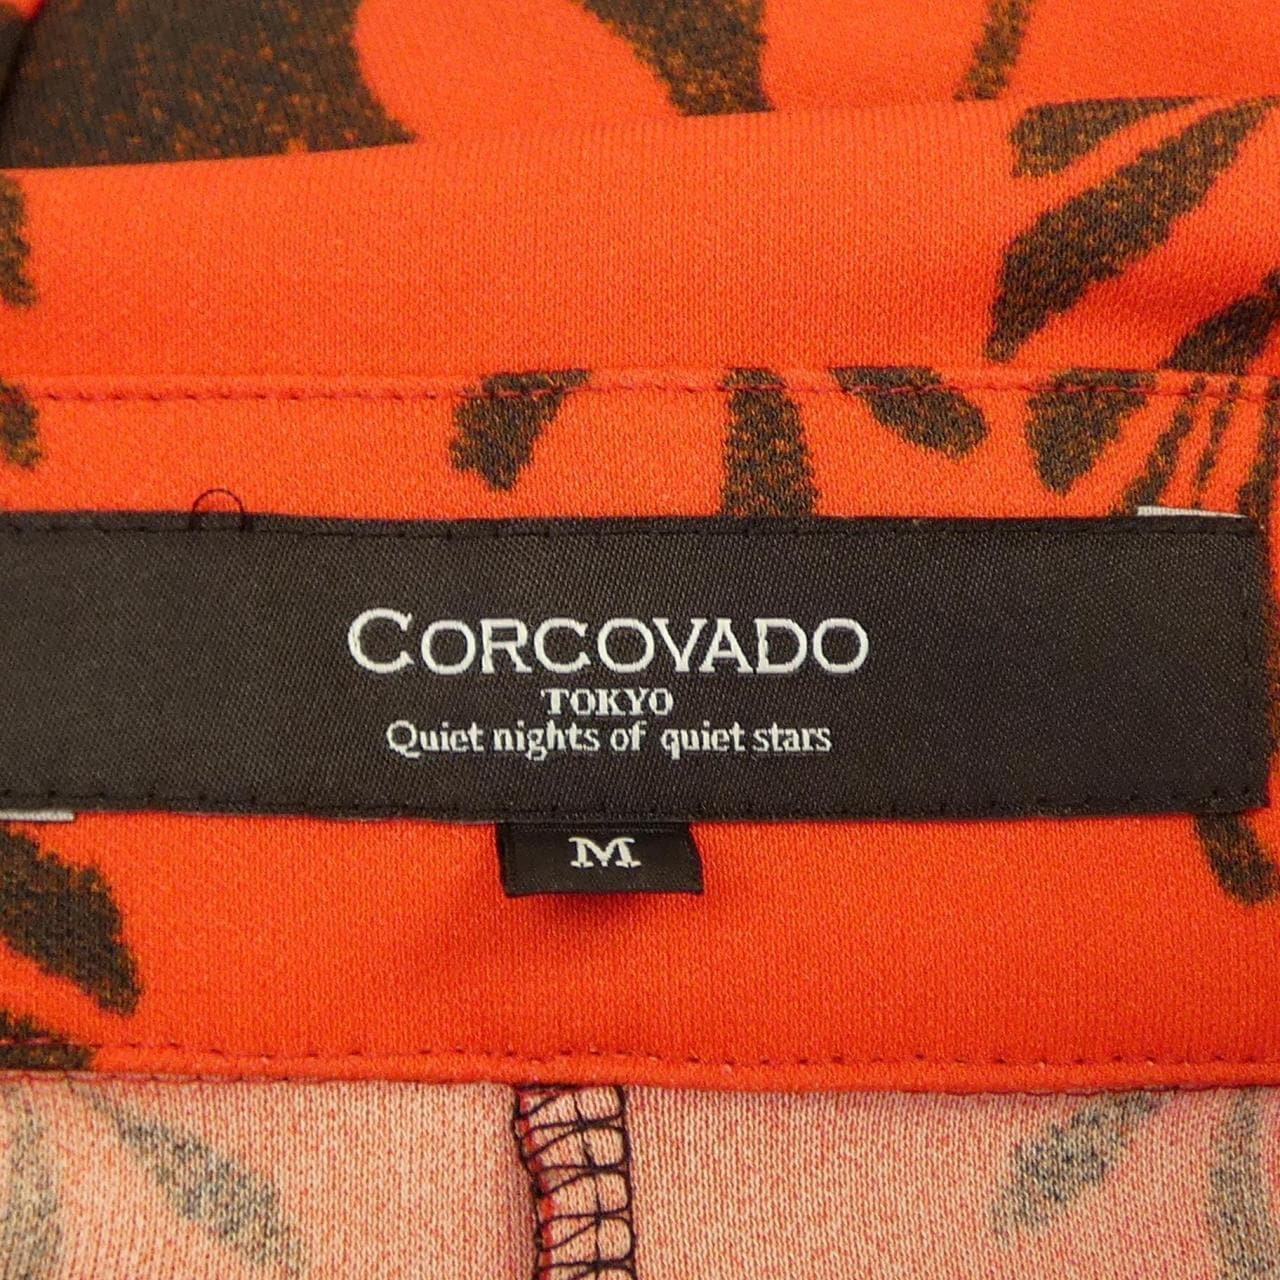 CORCOVADO
TOKYO
Quiet nights of quiet stars
M